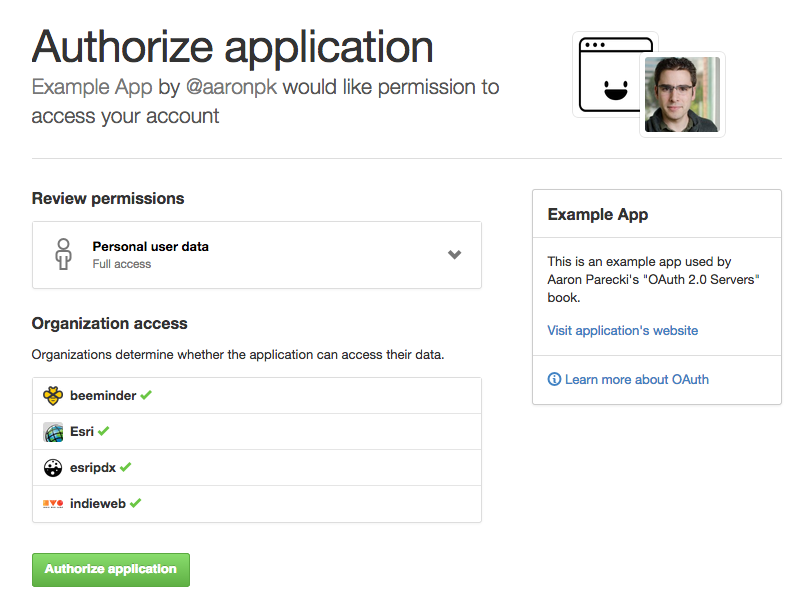 Authorize application
Example App by @aaronpk would like permission to
access your account
Review permissions
Personal user data
Full access
Organization access
Organizations determine whether the application can access their data.
beeminder
Esri
esripdx
indieweb
Authorize application
Example App
This is an example app used by
Aaron Parecki's "OAuth 2.0 Servers"
book.
Visit application's website
Learn more about OAuth